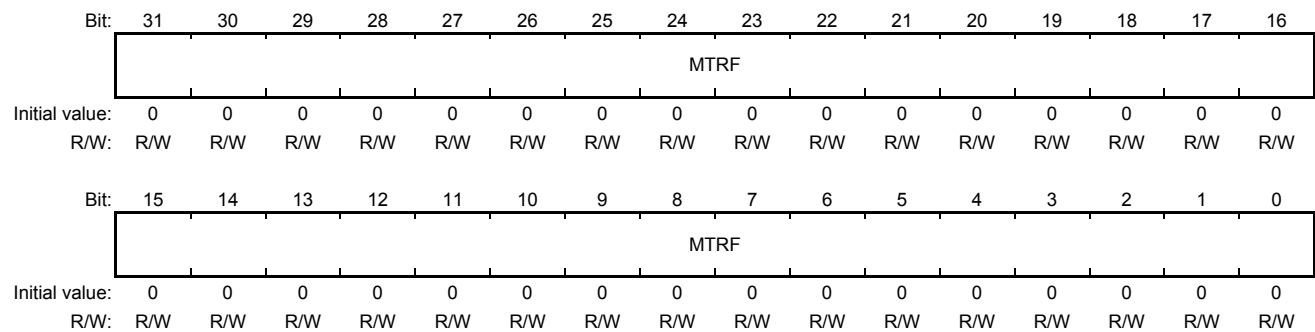 Bit: 31 30 29 28 27 26 25 24 23 22 21 20 19 18 17 16
MTRF
Initial value: 0 0 0 0 0 0 0 0 0 0 0 0 0 0 0 0
R/W: R/W R/W R/W R/W R/W R/W R/W R/W R/W R/W R/W R/W R/W R/W R/W R/W
Bit: 15 14 13 12 11 10 9 8 7 6 5 4 3 2 1 0
MTRF
Initial value: 0 0 0 0 0 0 0 0 0 0 0 0 0 0 0 0
R/W: R/W R/W R/W R/W R/W R/W R/W R/W R/W R/W R/W R/W R/W R/W R/W R/W